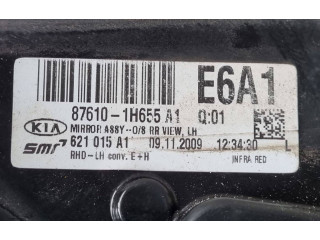 87610-1H655 A1 Q:01 E6A1
KIA MIRROR ASSY--O/S RR VIEW, LH
SMR 621 015 A1 09.11.2009 12:34:30 L
RHD-LH conv. E+H INFRA RED